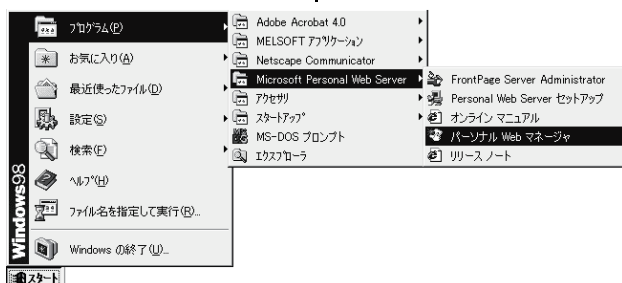 プログラム(P)
お気に入り(A)
最近使ったファイル(D)
設定(S)
検索(F)
ヘルプ(H)
ファイル名を指定して実行(R)...
Windows の終了(U)...
Windows98
スタート
Adobe Acrobat 4.0
MELSOFT アプリケーション
Netscape Communicator
Microsoft Personal Web Server
アクセサリ
スタートアップ
MS-DOS プロンプト
エクスプローラ
FrontPage Server Administrator
Personal Web Server セットアップ
オンライン マニュアル
パーソナル Web マネージャ
リリース ノート